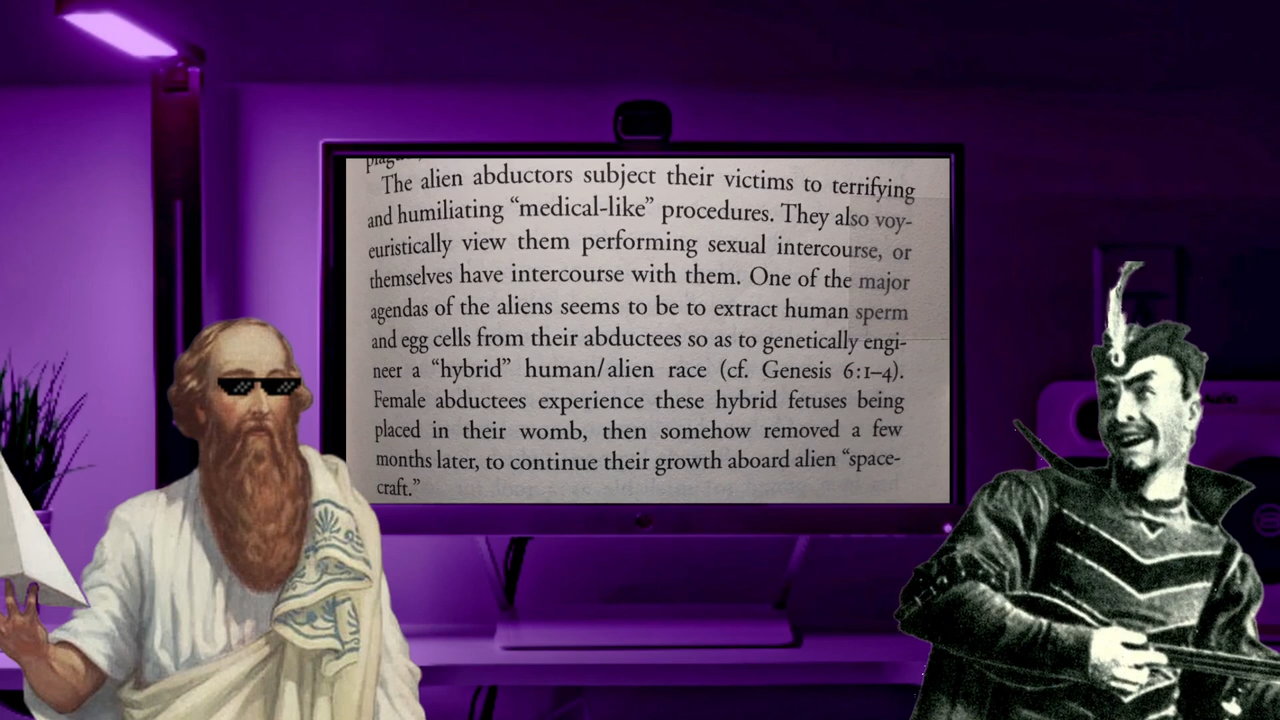 plague,
The alien abductors subject their victims to terrifying
and humiliating “medical-like” procedures. They also voy-
euristically view them performing sexual intercourse, or
themselves have intercourse with them. One of the major
agendas of the aliens seems to be to extract human sperm
and egg cells from their abductees so as to genetically engi-
neer a “hybrid” human/alien race (cf. Genesis 6:1–4).
Female abductees experience these hybrid fetuses being
placed in their womb, then somehow removed a few
months later, to continue their growth aboard alien “space-
craft.”
Audio